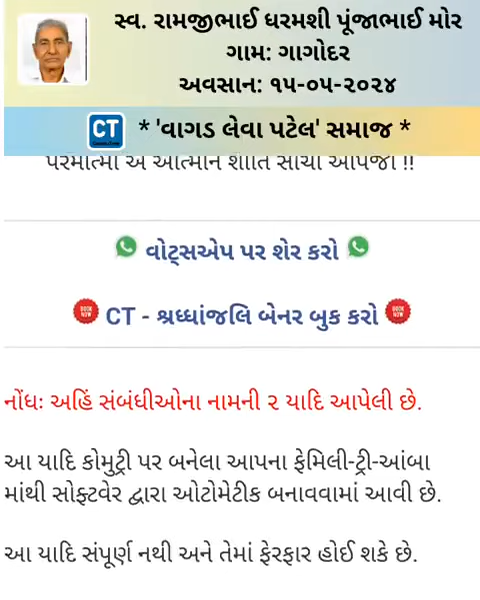 સ્વ. રામજીભાઈ ધરમશી પૂંજાભાઈ મોર
ગામ: ગાગોદર
અવસાન: ૧૫-૦૫-૨૦૨૪
CT * 'વાગડ લેવા પટેલ' સમાજ *
પરમાત્મા એ આત્માને શાંતિ સાચી આપજો !!
વોટ્સએપ પર શેર કરો
CT - શ્રધ્ધાંજલિ બેનર બુક કરો
નોંધ: અહિં સંબંધીઓના નામની ૨ યાદિ આપેલી છે.
આ યાદિ કોમુટ્રી પર બનેલા આપના ફેમિલી-ટ્રી-આંબા
માંથી સોફ્ટવેર દ્વારા ઓટોમેટીક બનાવવામાં આવી છે.
આ યાદિ સંપૂર્ણ નથી અને તેમાં ફેરફાર હોઈ શકે છે.